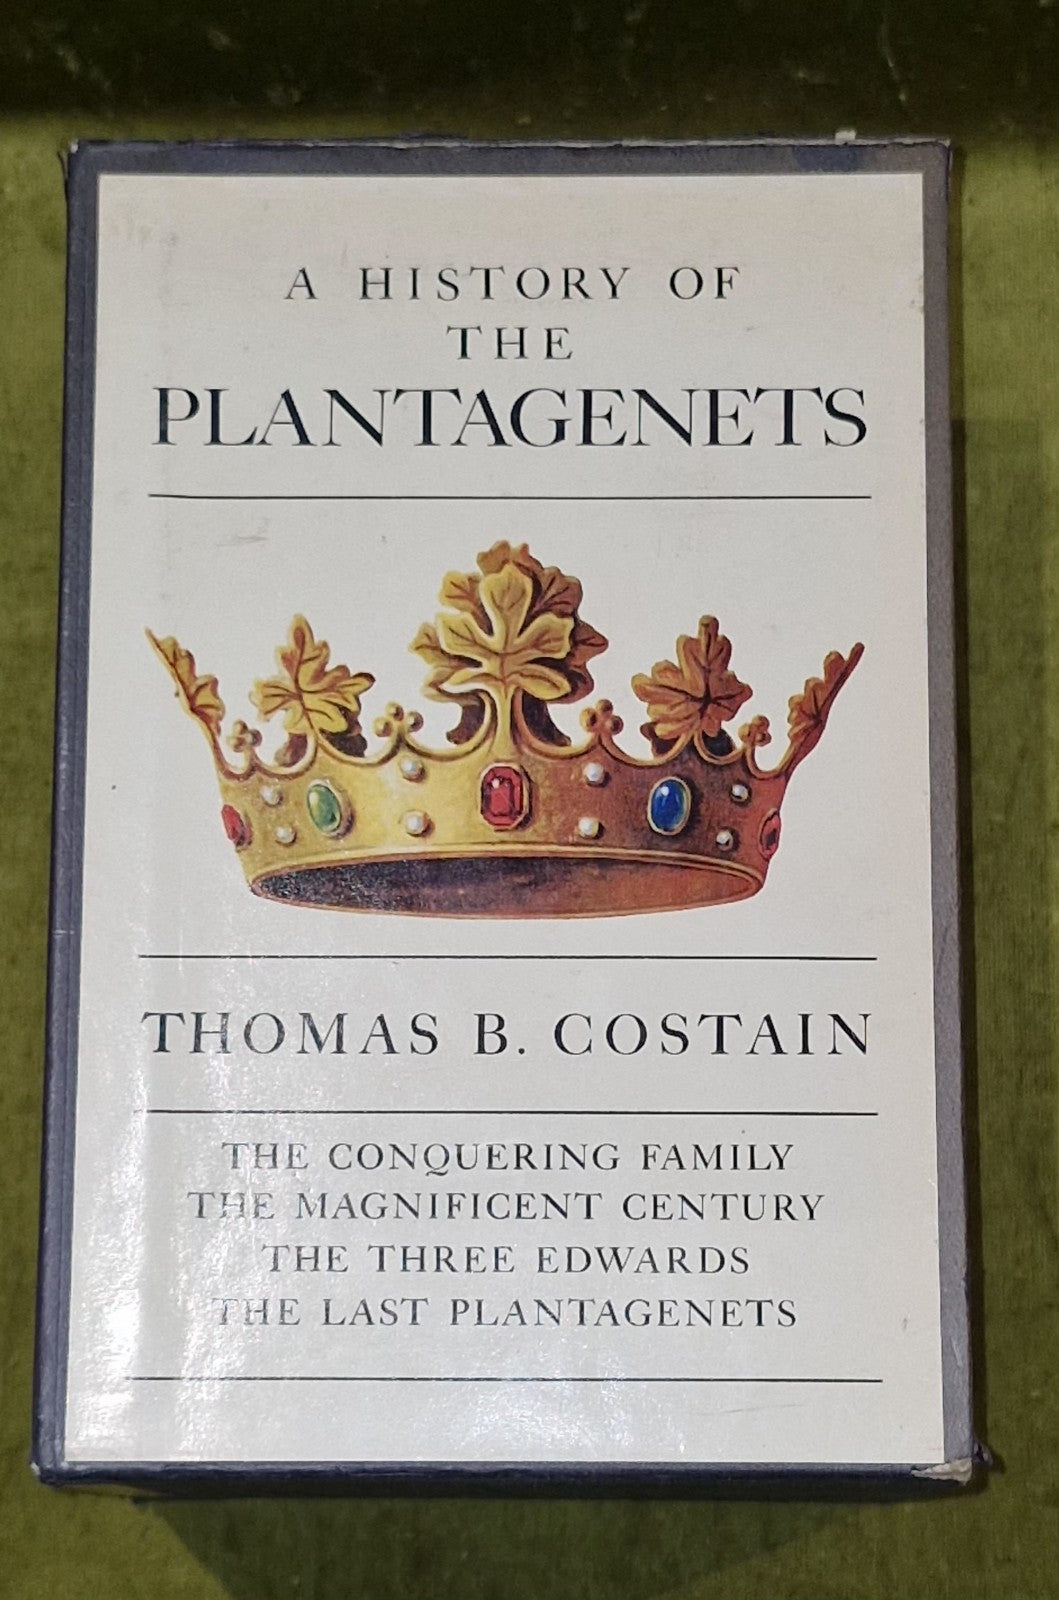 A HISTORY OF
THE
PLANTAGENETS
THOMAS B. COSTAIN
THE CONQUERING FAMILY
THE MAGNIFICENT CENTURY
THE THREE EDWARDS
THE LAST PLANTAGENETS